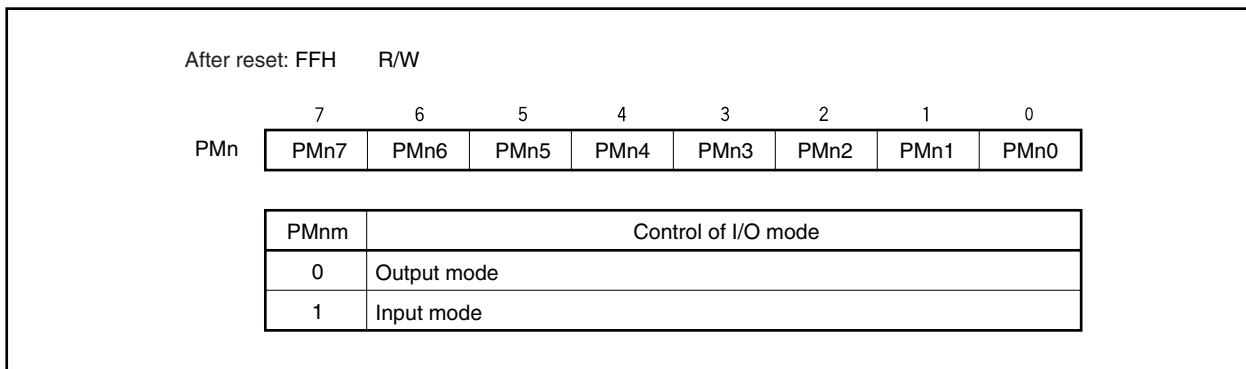 After reset: FFH R/W
7 6 5 4 3 2 1 0
PMn PMn7 PMn6 PMn5 PMn4 PMn3 PMn2 PMn1 PMn0
PMnm Control of I/O mode
0 Output mode
1 Input mode